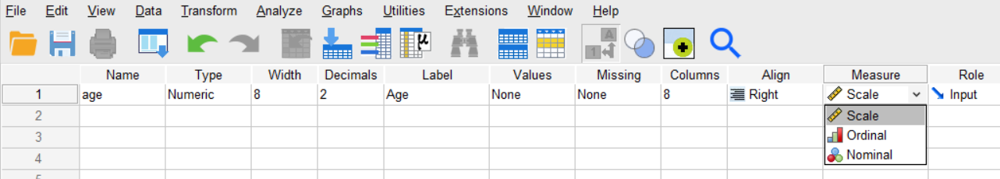 File Edit View Data Transform Analyze Graphs Utilities Extensions Window Help
μ A 1
Name Type Width Decimals Label Values Missing Columns Align Measure Role
1 age Numeric 8 2 Age None None 8 Right Scale Input
2 Scale
3 Ordinal
4 Nominal